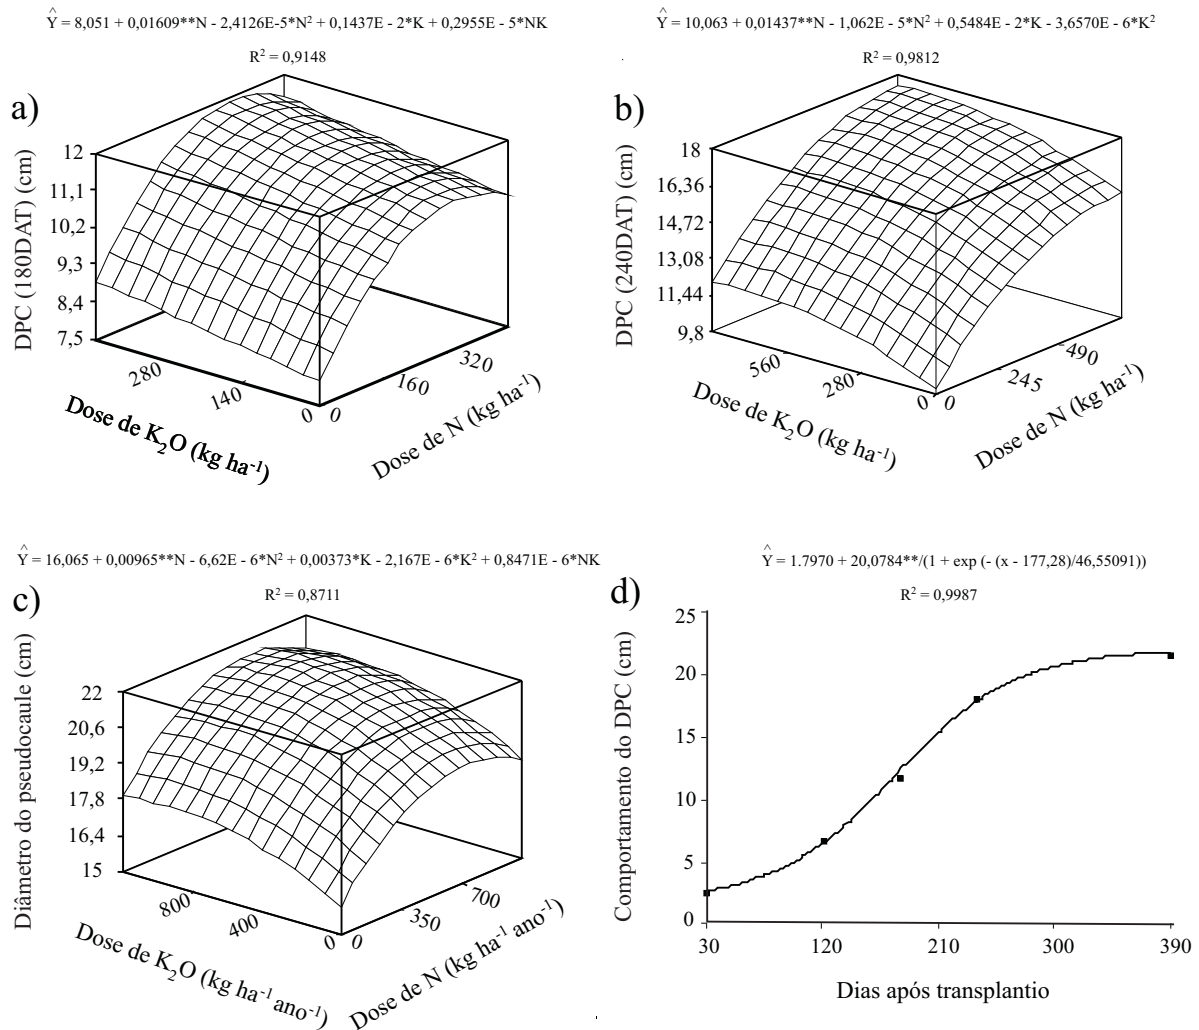 Ŷ = 8,051 + 0,01609**N - 2,4126E-5*N² + 0,1437E - 2*K + 0,2955E - 5*NK
R² = 0,9148
a)
DPC (180DAT) (cm)
12
11,1
10,2
9,3
8,4
7,5
280
140
0
Dose de K₂O (kg ha⁻¹)
0
160
320
Dose de N (kg ha⁻¹)
Ŷ = 10,063 + 0,01437**N - 1,062E - 5*N² + 0,5484E - 2*K - 3,6570E - 6*K²
R² = 0,9812
b)
DPC (240DAT) (cm)
18
16,36
14,72
13,08
11,44
9,8
560
280
0
Dose de K₂O (kg ha⁻¹)
0
245
490
Dose de N (kg ha⁻¹)
Ŷ = 16,065 + 0,00965**N - 6,62E - 6*N² + 0,00373*K - 2,167E - 6*K² + 0,8471E - 6*NK
R² = 0,8711
c)
Diâmetro do pseudocaule (cm)
22
20,6
19,2
17,8
16,4
15
800
400
0
Dose de K₂O (kg ha⁻¹ ano⁻¹)
0
350
700
Dose de N (kg ha⁻¹ ano⁻¹)
Ŷ = 1.7970 + 20,0784**/(1 + exp (- (x - 177,28)/46,55091))
R² = 0,9987
d)
Comportamento do DPC (cm)
25
20
15
10
5
0
30
120
210
300
390
Dias após transplantio